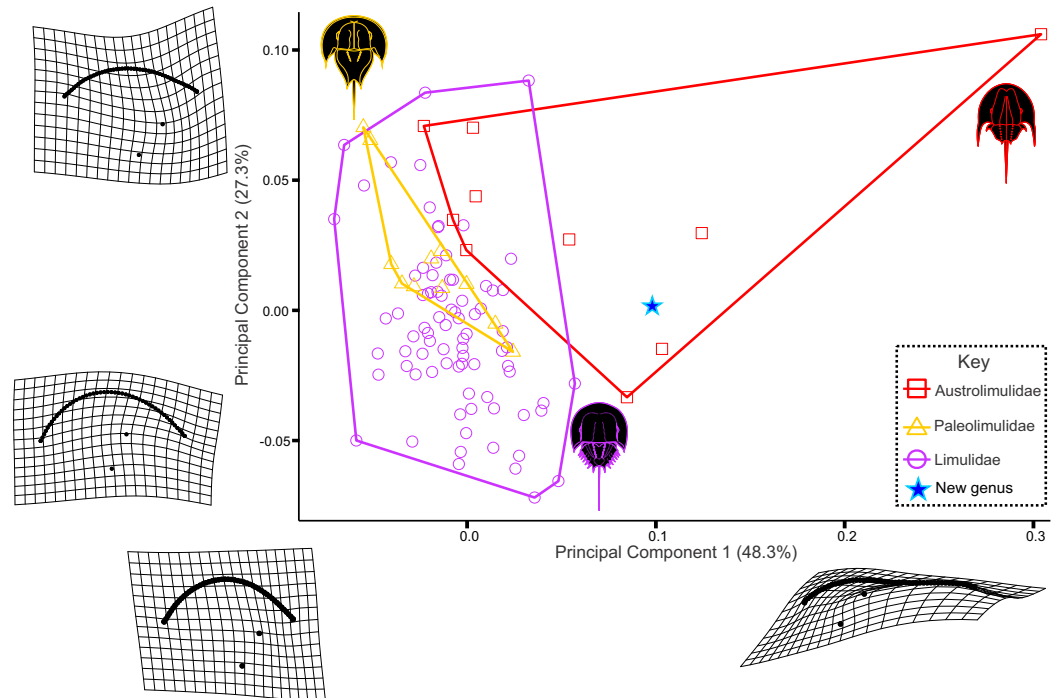 0.10
0.05
0.00
-0.05
Principal Component 2 (27.3%)
0.0
0.1
0.2
0.3
Principal Component 1 (48.3%)
Key
Austrolimulidae
Paleolimulidae
Limulidae
New genus